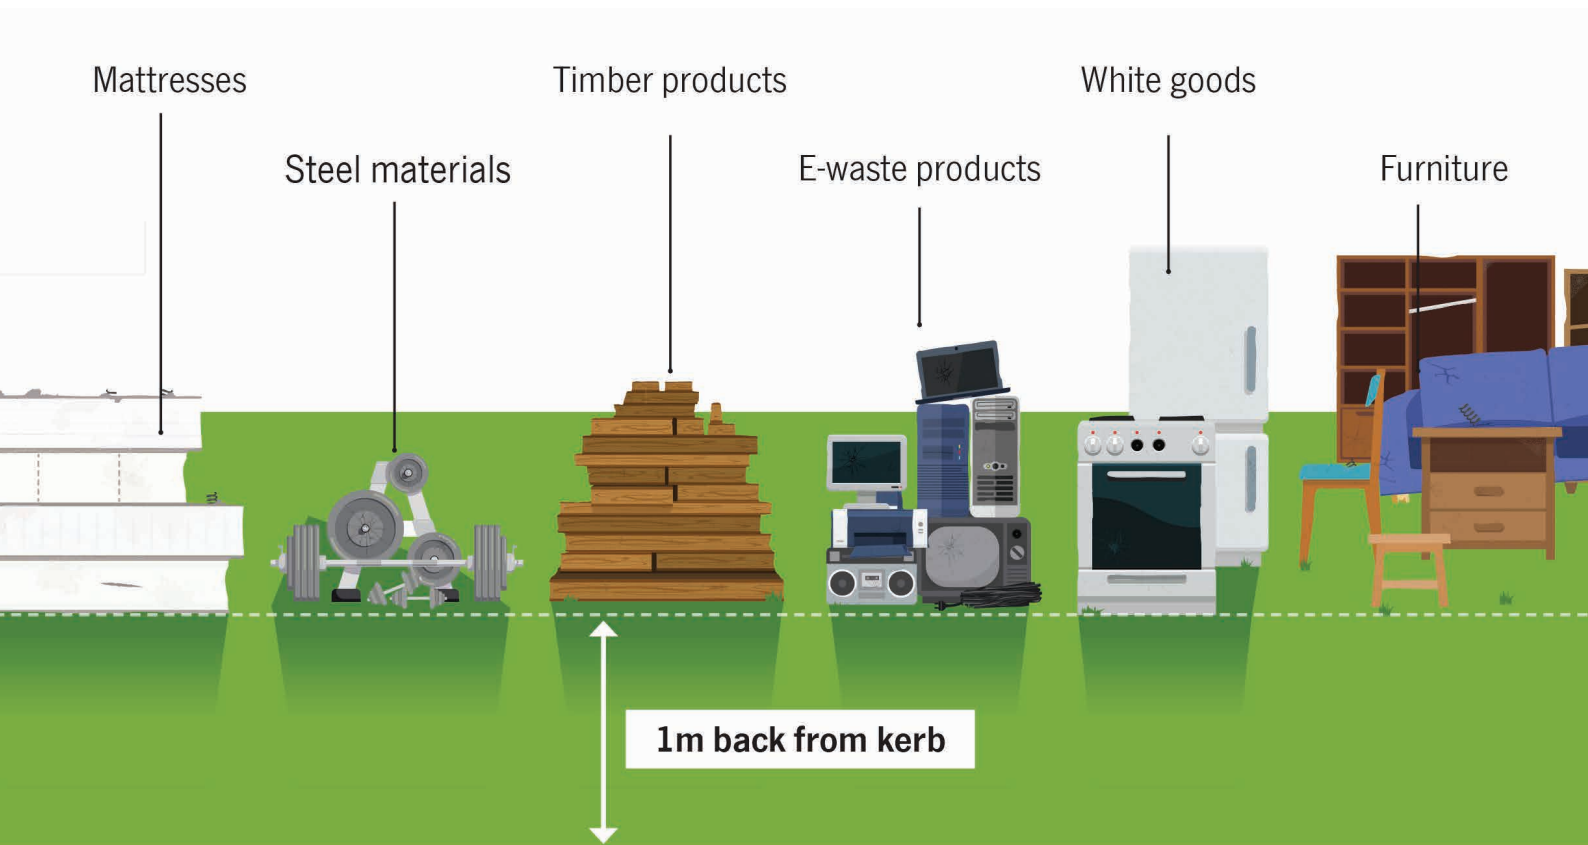 Mattresses
Steel materials
Timber products
E-waste products
White goods
Furniture
1m back from kerb